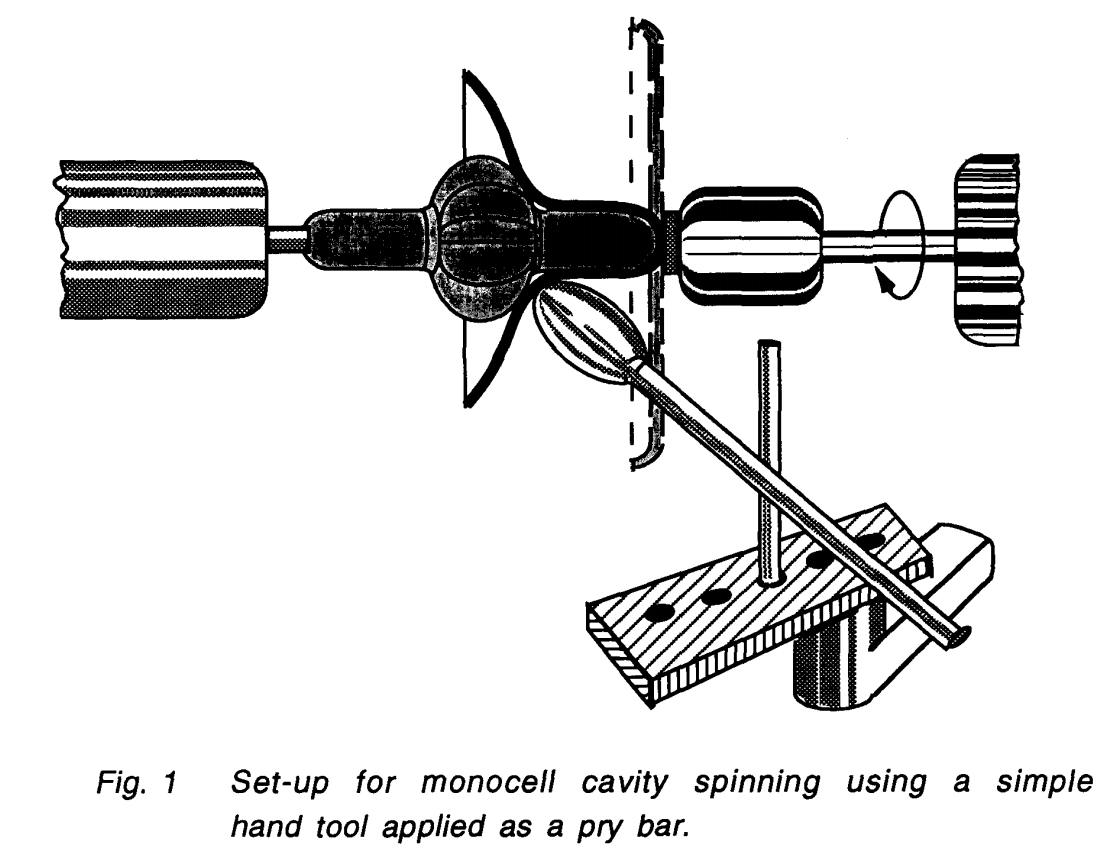 Fig. 1 Set-up for monocell cavity spinning using a simple
hand tool applied as a pry bar.